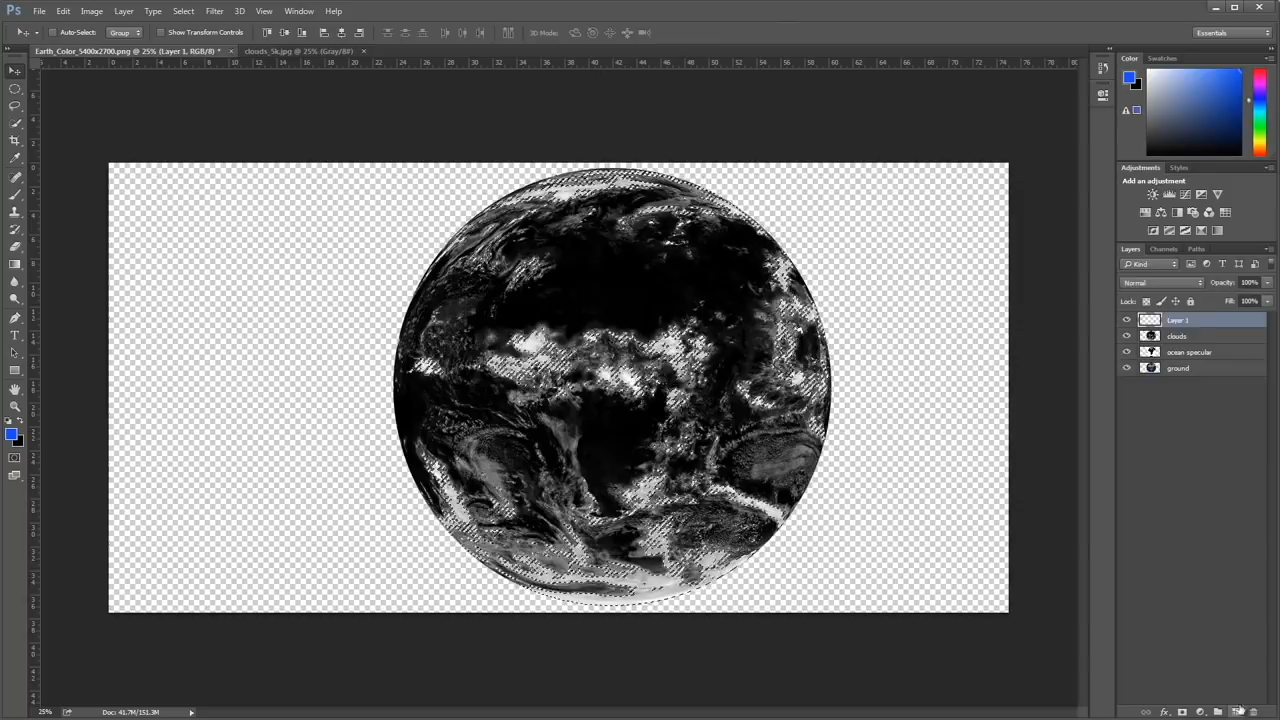 Ps File Edit Image Layer Type Select Filter 3D View Window Help
Auto-Select: Group Show Transform Controls 3D Mode: Essentials
Earth_Color_5400x2700.png @ 25% (Layer 1, RGB/8) * × clouds_5k.jpg @ 25% (Gray/8#) ×
Color Swatches
Adjustments Styles
Add an adjustment
Layers Channels Paths
Kind
Normal Opacity: 100%
Lock: Fill: 100%
Layer 1
clouds
ocean specular
ground
25% Doc: 41.7M/151.3M